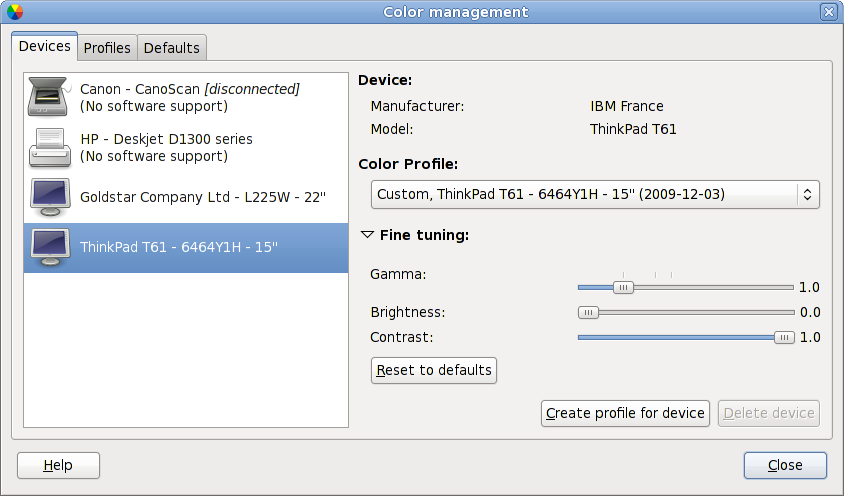 Color management
Devices
Profiles
Defaults
Canon - CanoScan [disconnected]
(No software support)
HP - Deskjet D1300 series
(No software support)
Goldstar Company Ltd - L225W - 22"
ThinkPad T61 - 6464Y1H - 15"
Device:
Manufacturer: IBM France
Model: ThinkPad T61
Color Profile:
Custom, ThinkPad T61 - 6464Y1H - 15" (2009-12-03)
Fine tuning:
Gamma: 1.0
Brightness: 0.0
Contrast: 1.0
Reset to defaults
Create profile for device
Delete device
Help
Close